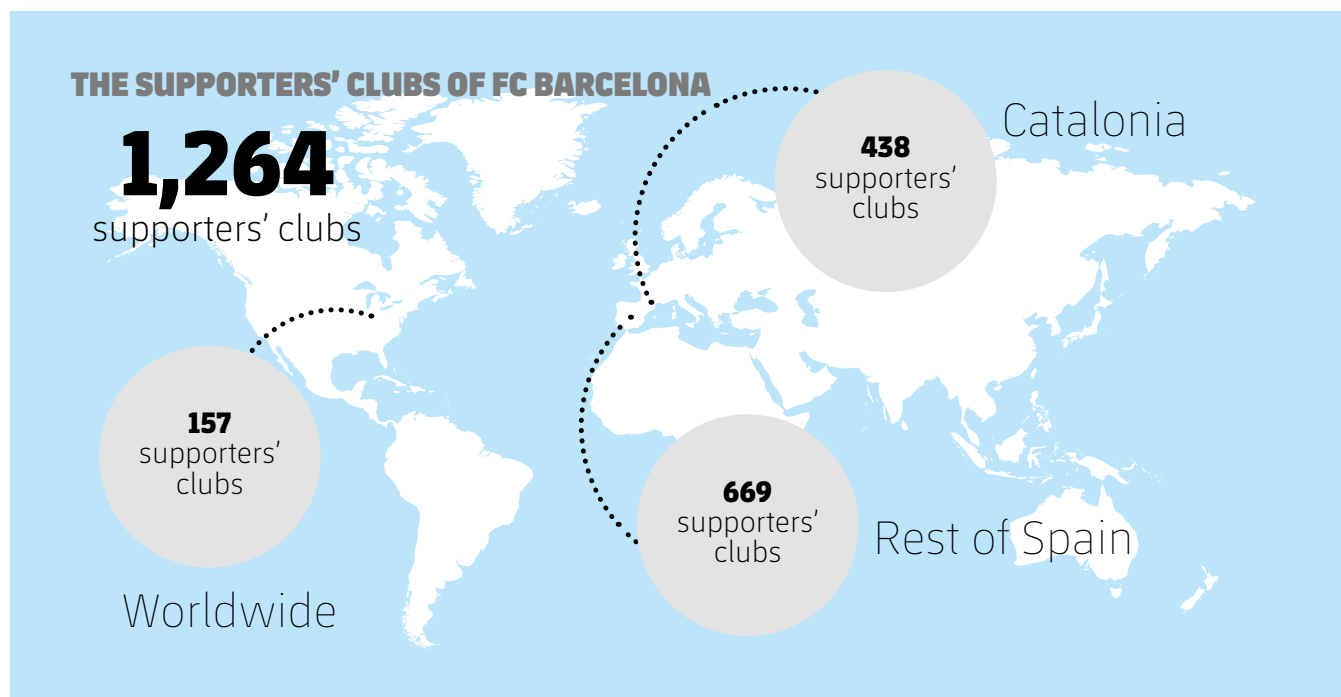 THE SUPPORTERS’ CLUBS OF FC BARCELONA
1,264
supporters’ clubs
Catalonia
438
supporters’
clubs
157
supporters’
clubs
Worldwide
669
supporters’
clubs
Rest of Spain